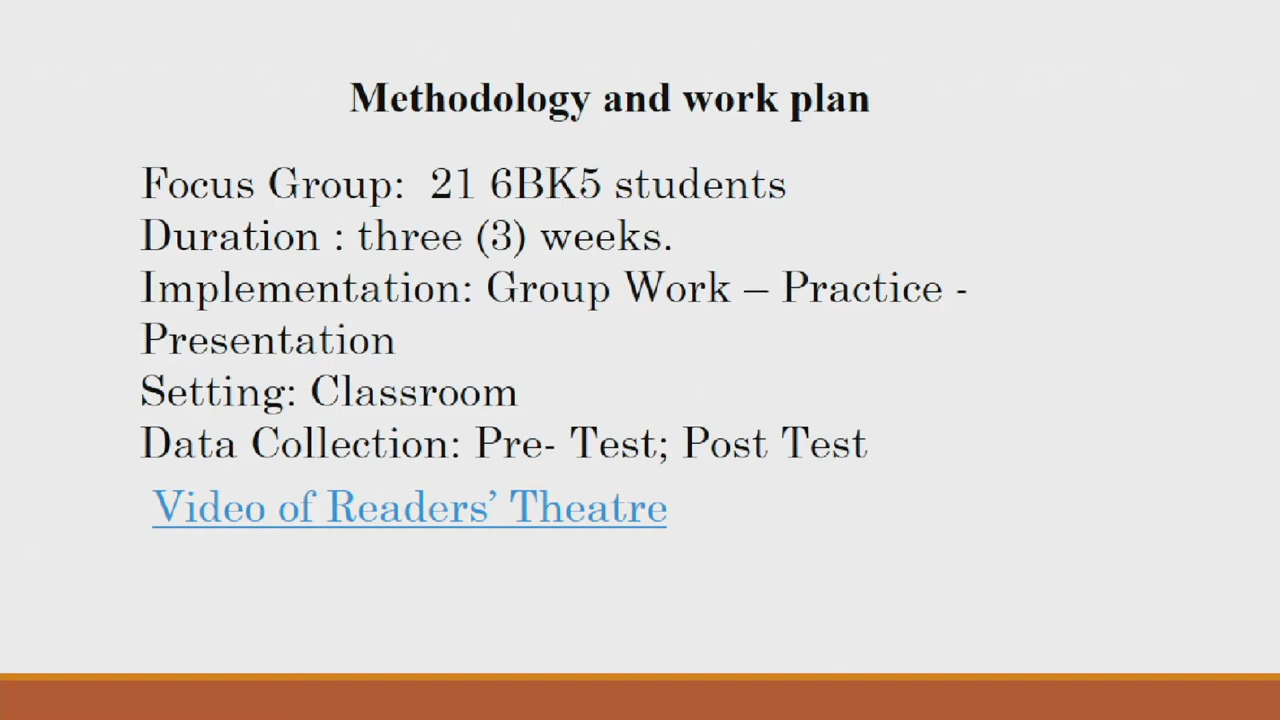 Methodology and work plan
Focus Group:  21 6BK5 students
Duration : three (3) weeks.
Implementation: Group Work – Practice -
Presentation
Setting: Classroom
Data Collection: Pre- Test; Post Test
Video of Readers’ Theatre